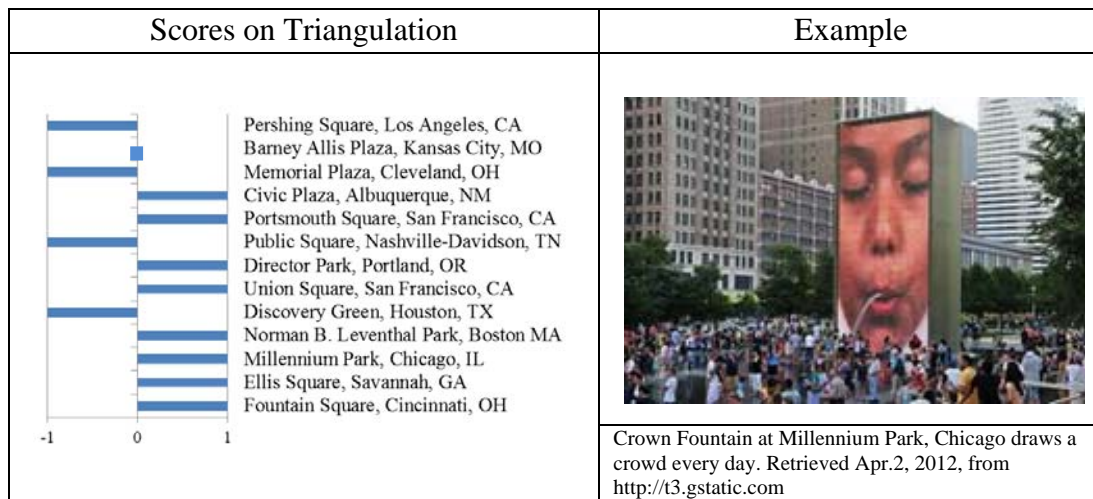 Scores on Triangulation
Example
Pershing Square, Los Angeles, CA
Barney Allis Plaza, Kansas City, MO
Memorial Plaza, Cleveland, OH
Civic Plaza, Albuquerque, NM
Portsmouth Square, San Francisco, CA
Public Square, Nashville-Davidson, TN
Director Park, Portland, OR
Union Square, San Francisco, CA
Discovery Green, Houston, TX
Norman B. Leventhal Park, Boston MA
Millennium Park, Chicago, IL
Ellis Square, Savannah, GA
Fountain Square, Cincinnati, OH
-1 0 1
Crown Fountain at Millennium Park, Chicago draws a
crowd every day. Retrieved Apr.2, 2012, from
http://t3.gstatic.com